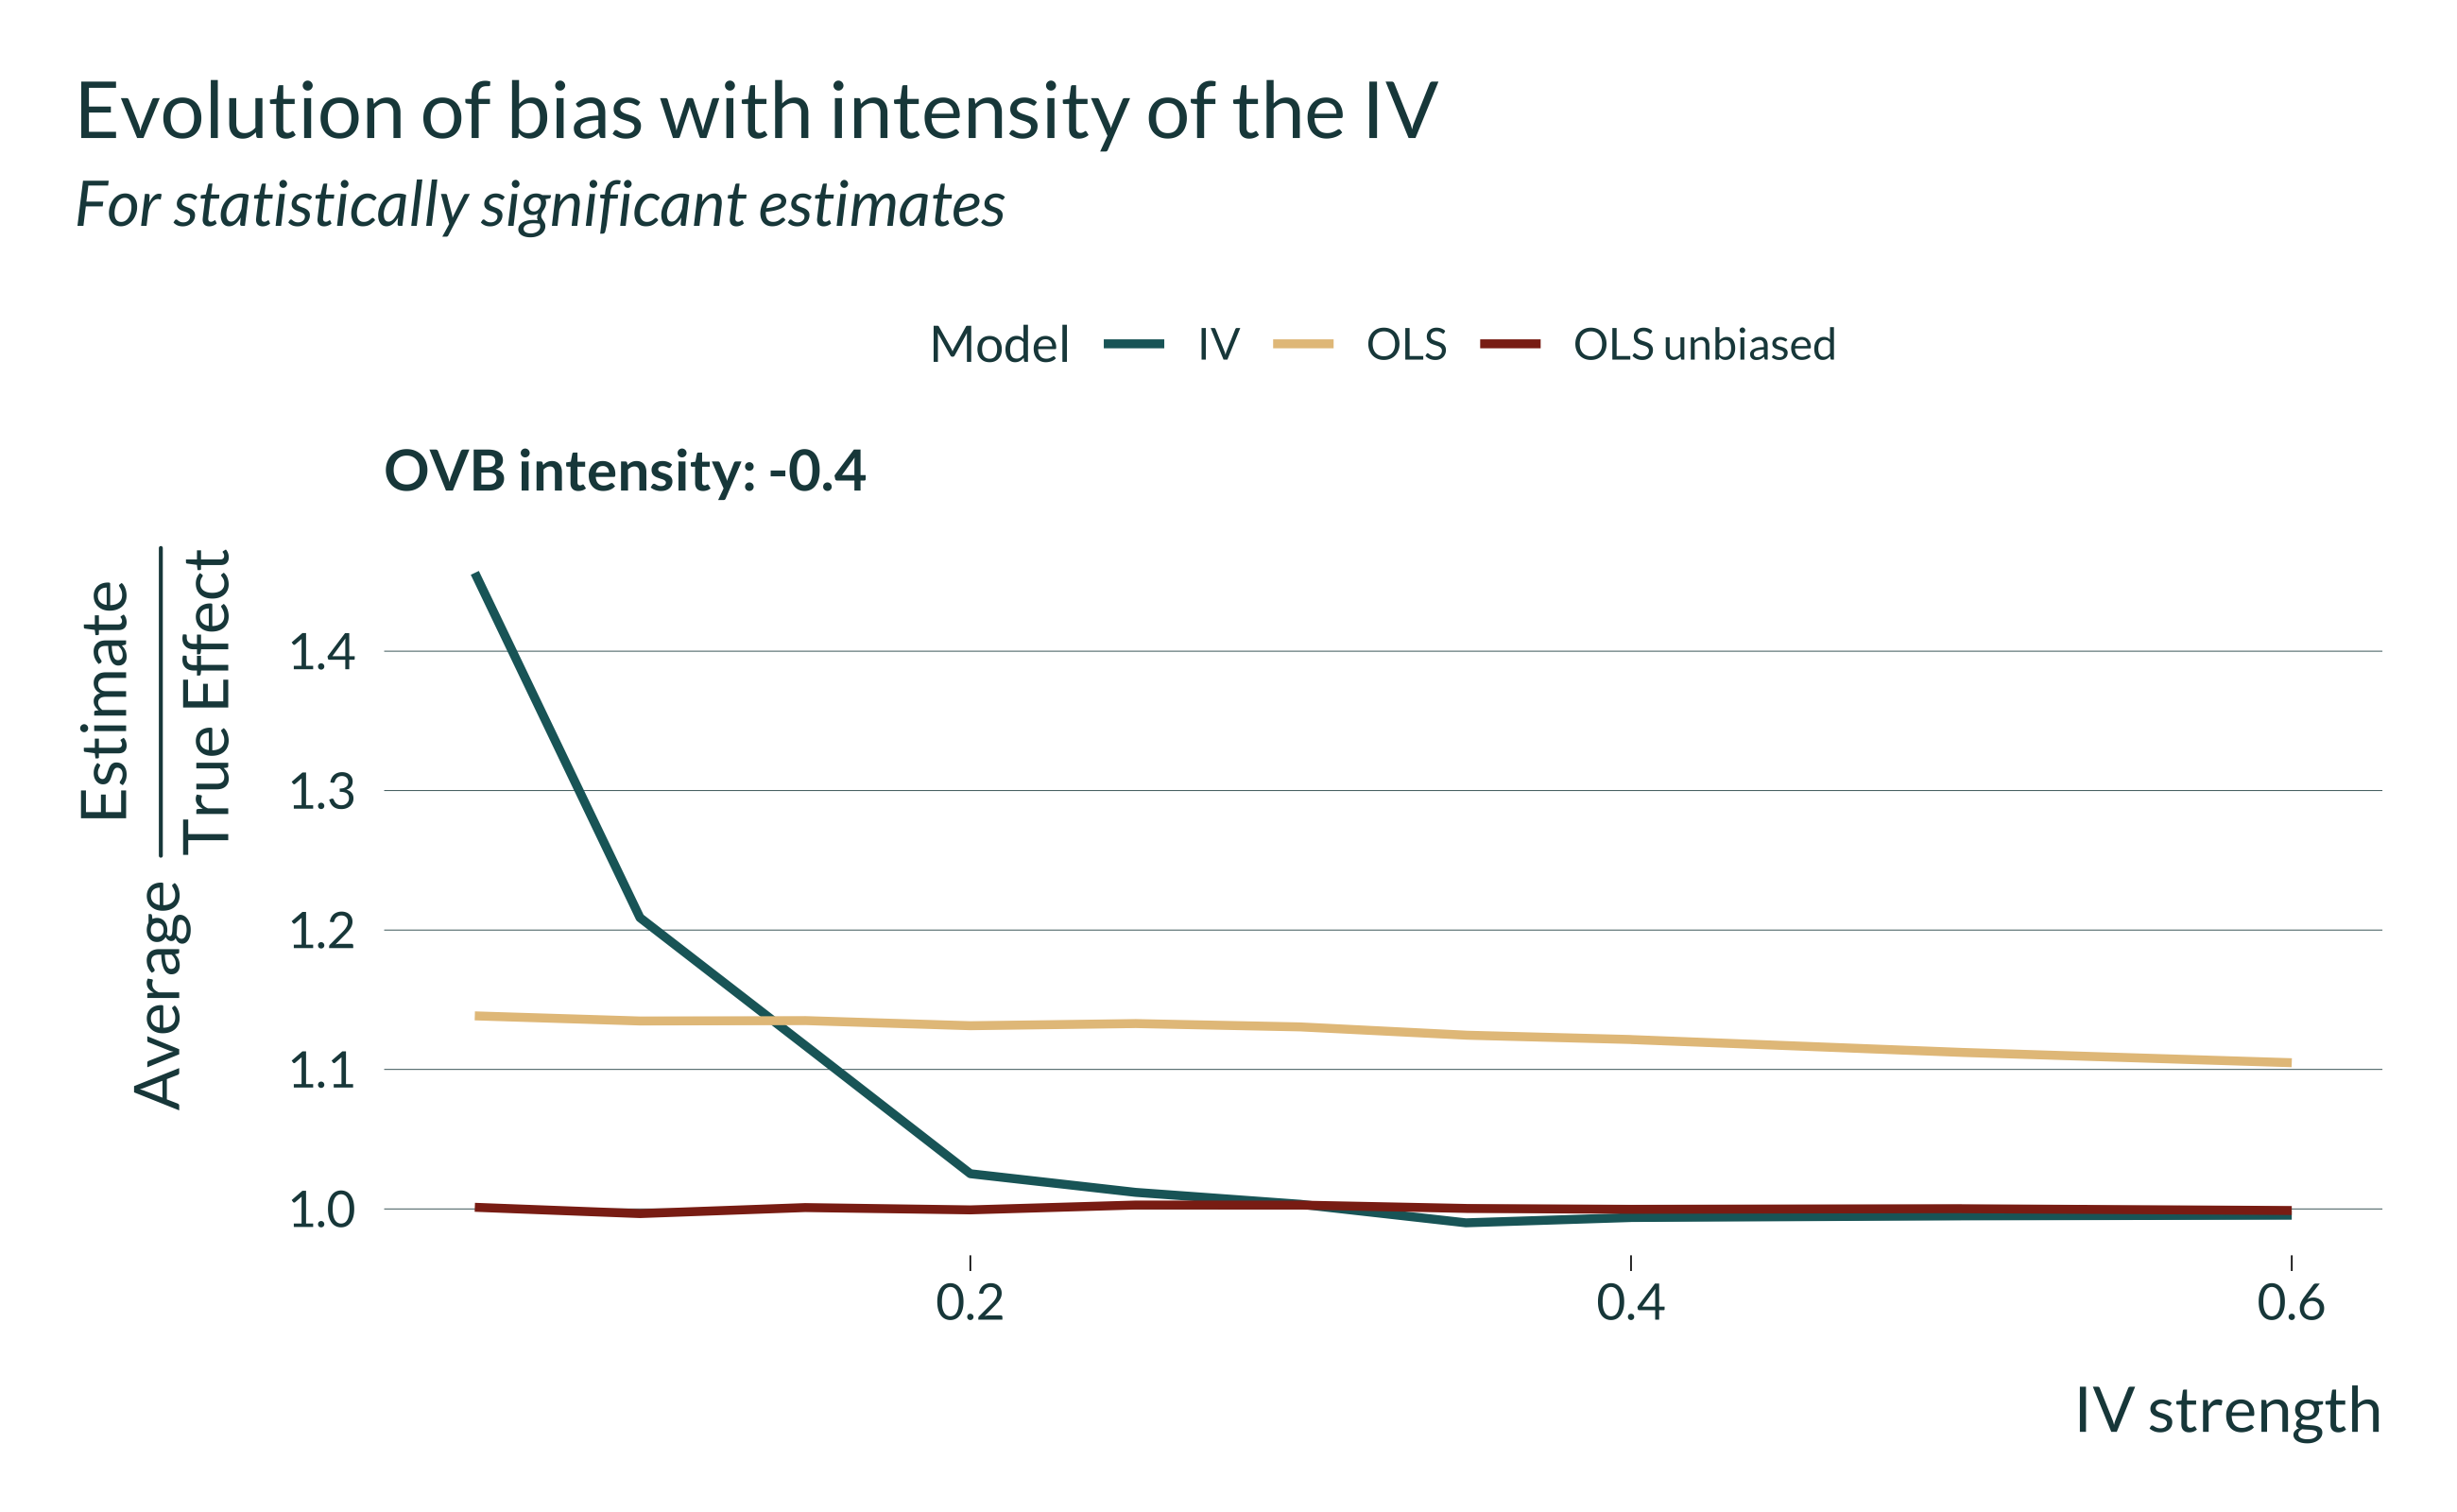 Evolution of bias with intensity of the IV
For statistically significant estimates
Model IV OLS OLS unbiased
OVB intensity: -0.4
Average Estimate
True Effect
1.4
1.3
1.2
1.1
1.0
0.2 0.4 0.6
IV strength